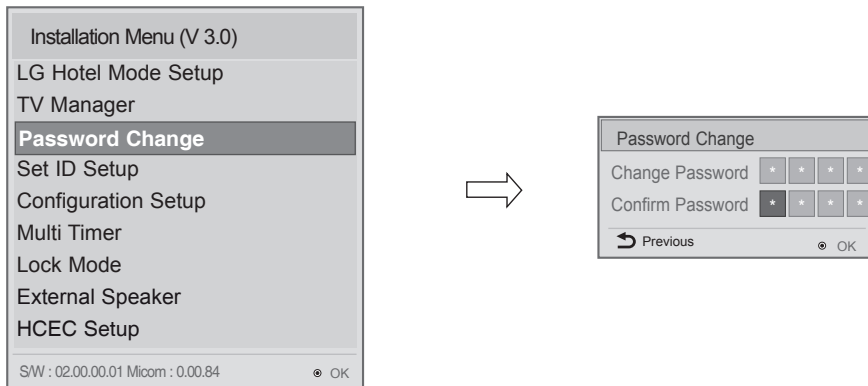 Installation Menu (V 3.0)
LG Hotel Mode Setup
TV Manager
Password Change
Set ID Setup
Configuration Setup
Multi Timer
Lock Mode
External Speaker
HCEC Setup
S/W : 02.00.00.01 Micom : 0.00.84 ◉ OK
Password Change
Change Password * * * *
Confirm Password * * * *
Previous ◉ OK